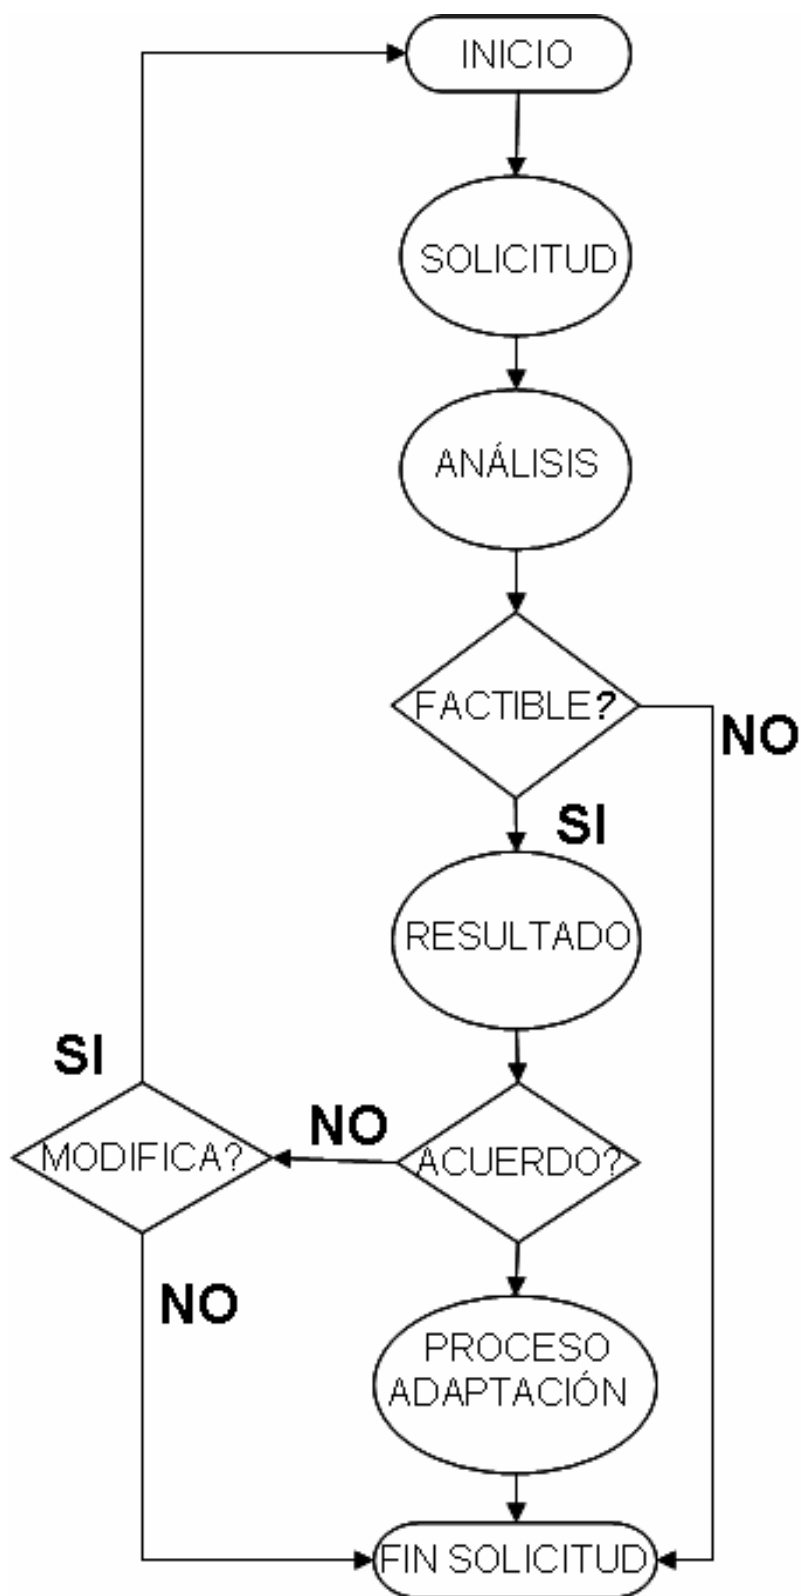 INICIO
SOLICITUD
ANÁLISIS
FACTIBLE?
NO
SI
RESULTADO
SI
NO
MODIFICA?
ACUERDO?
NO
PROCESO
ADAPTACIÓN
FIN SOLICITUD